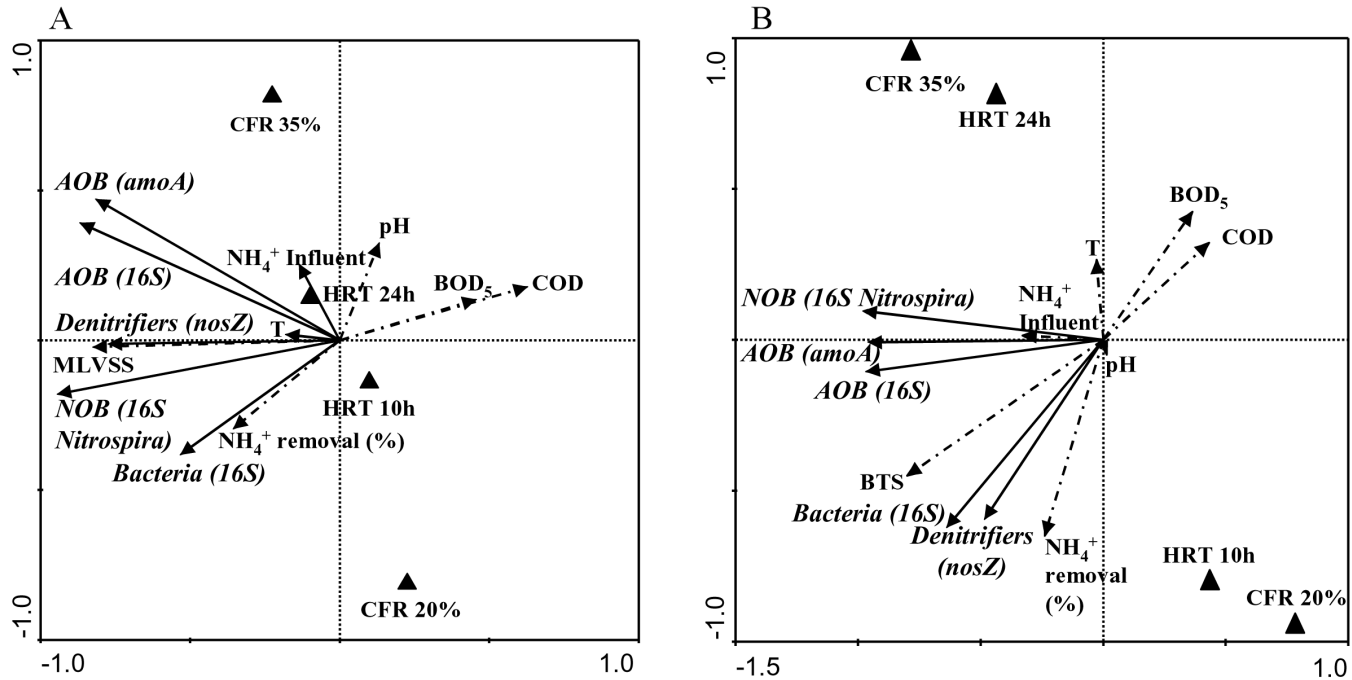 A
1.0
CFR 35%
AOB (amoA)
pH
NH₄⁺ Influent
AOB (16S)
BOD₅
COD
HRT 24h
Denitrifiers (nosZ)
T
MLVSS
NOB (16S
Nitrospira)
HRT 10h
NH₄⁺ removal (%)
Bacteria (16S)
CFR 20%
-1.0
-1.0
1.0
B
1.0
CFR 35%
HRT 24h
BOD₅
COD
T
NOB (16S Nitrospira)
NH₄⁺
Influent
AOB (amoA)
pH
AOB (16S)
BTS
Bacteria (16S)
Denitrifiers
(nosZ)
NH₄⁺
removal
(%)
HRT 10h
CFR 20%
-1.0
-1.5
1.0